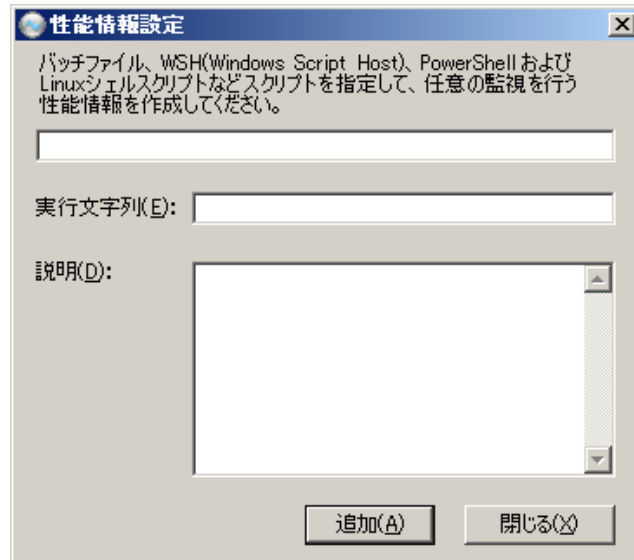 性能情報設定
バッチファイル、WSH(Windows Script Host)、PowerShellおよび
Linuxシェルスクリプトなどスクリプトを指定して、任意の監視を行う
性能情報を作成してください。
実行文字列(E):
説明(D):
追加(A) 閉じる(X)